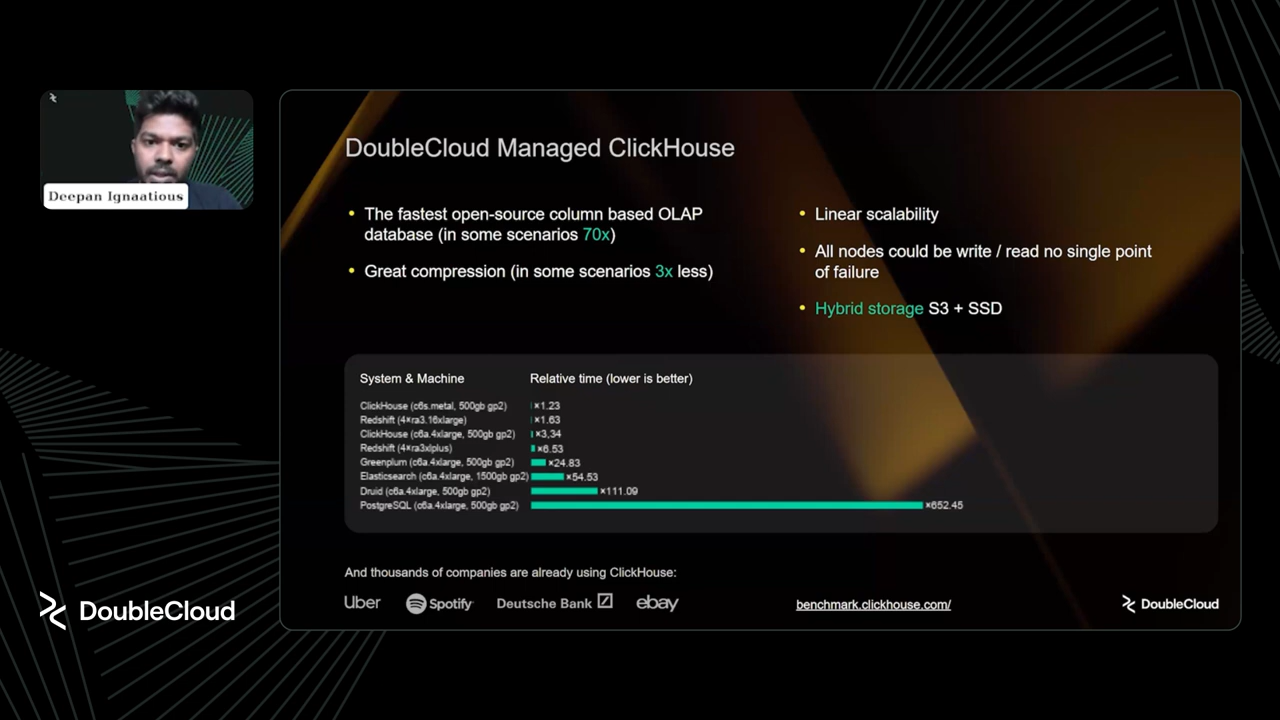 Deepan Ignaatious
DoubleCloud
DoubleCloud Managed ClickHouse
• The fastest open-source column based OLAP
database (in some scenarios 70x)
• Great compression (in some scenarios 3x less)
• Linear scalability
• All nodes could be write / read no single point
of failure
• Hybrid storage S3 + SSD
System & Machine Relative time (lower is better)
ClickHouse (c6s.metal, 500gb gp2) ×1.23
Redshift (4×ra3.16xlarge) ×1.63
ClickHouse (c6a.4xlarge, 500gb gp2) ×3,34
Redshift (4×ra3xlplus) ×6.53
Greenplum (c6a.4xlarge, 500gb gp2) ×24.83
Elasticsearch (c6a.4xlarge, 1500gb gp2) ×54.53
Druid (c6a.4xlarge, 500gb gp2) ×111.09
PostgreSQL (c6a.4xlarge, 500gb gp2) ×652.45
And thousands of companies are already using ClickHouse:
Uber Spotify Deutsche Bank ebay
benchmark.clickhouse.com/
DoubleCloud